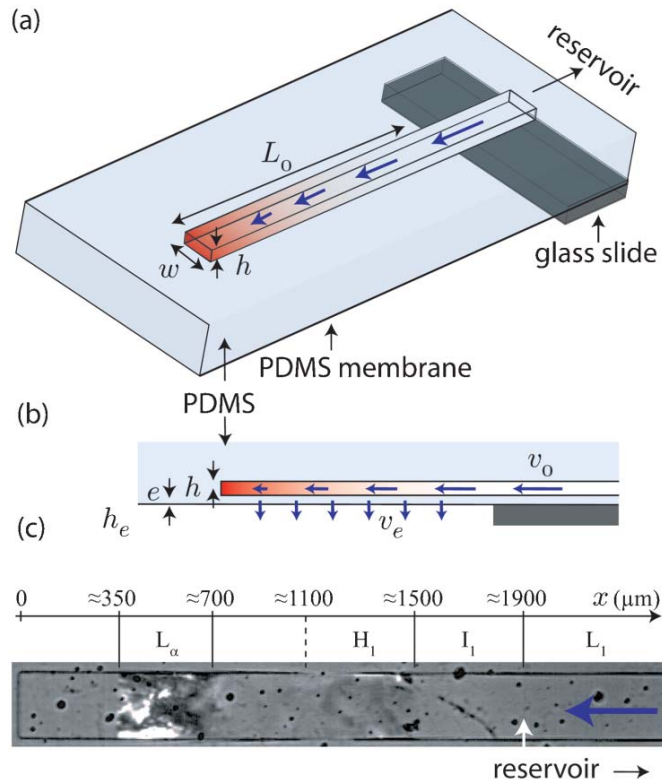 (a)
reservoir
L₀
w
h
glass slide
PDMS membrane
PDMS
(b)
h
v₀
e
hₑ
vₑ
(c)
0 ≈350 ≈700 ≈1100 ≈1500 ≈1900 x (μm)
Lα H₁ I₁ L₁
reservoir